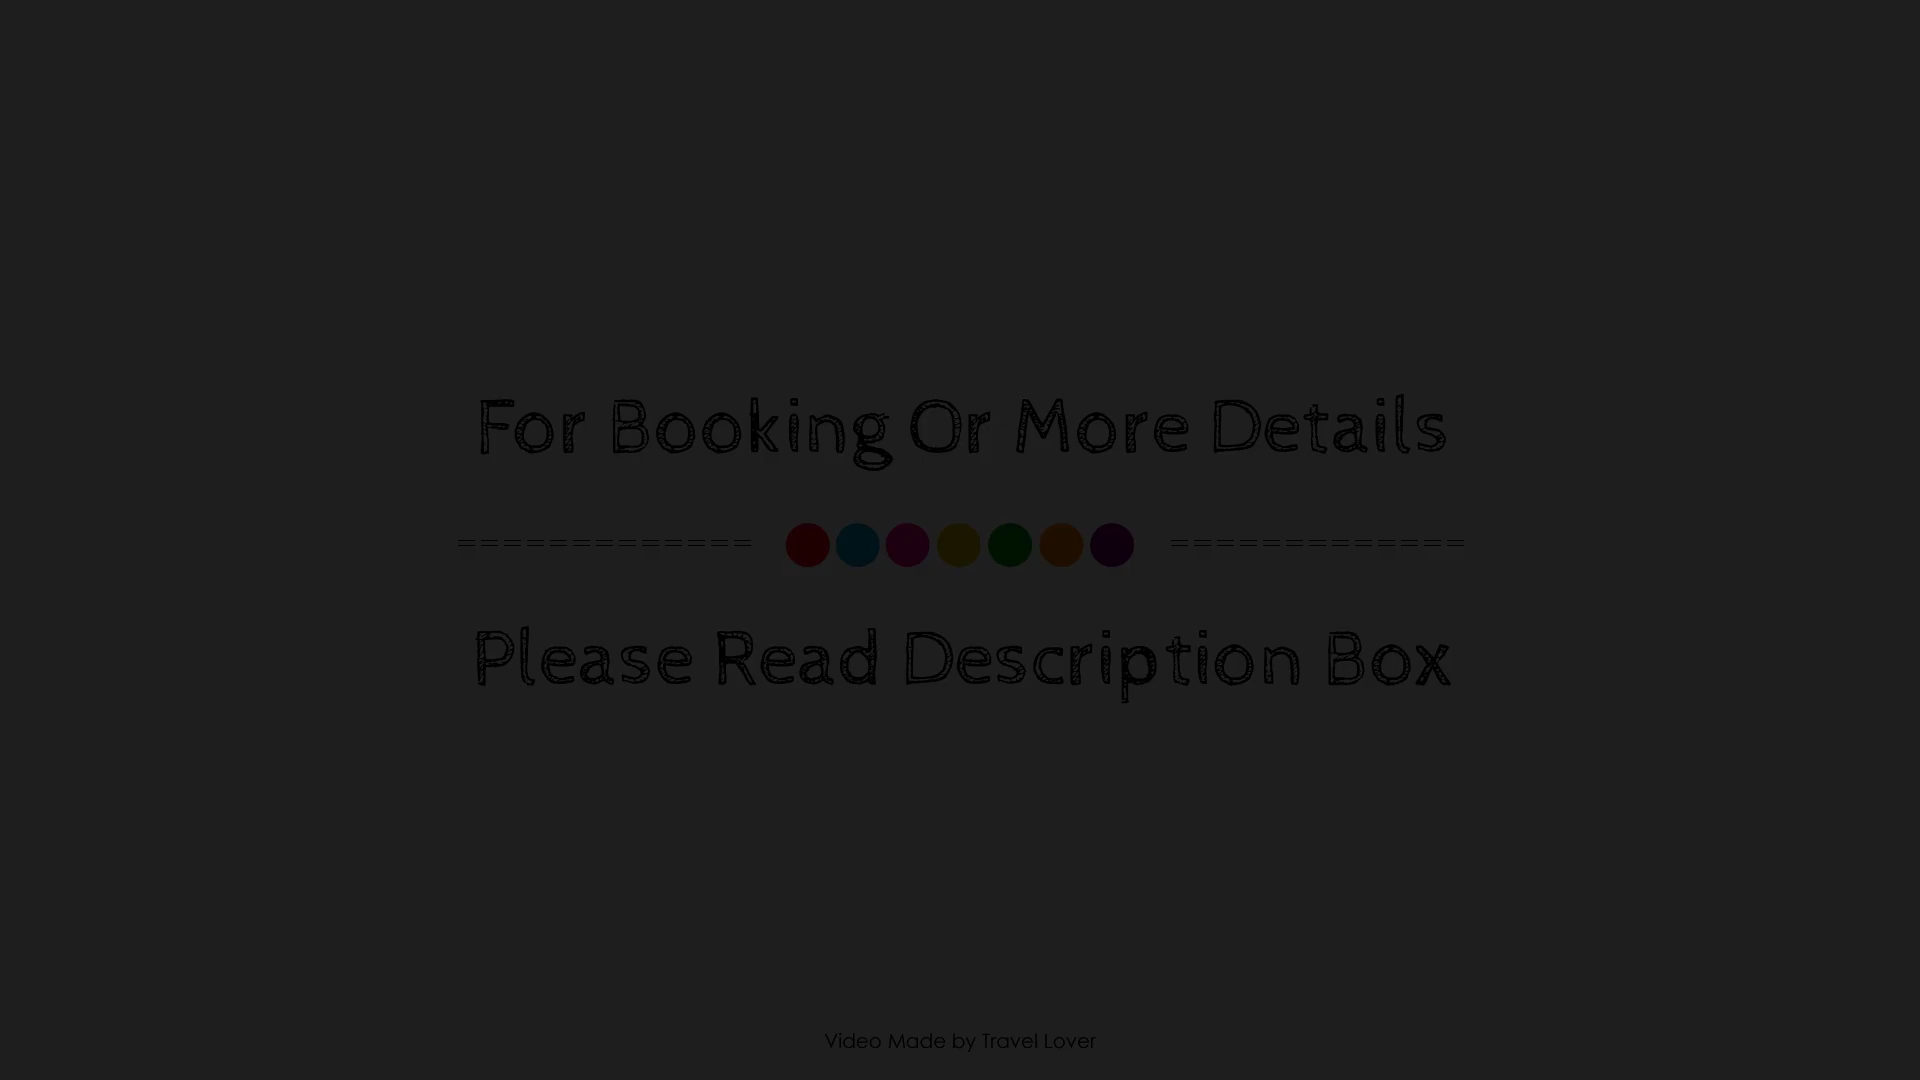 For Booking Or More Details
============= =============
Please Read Description Box
Video Made by Travel Lover